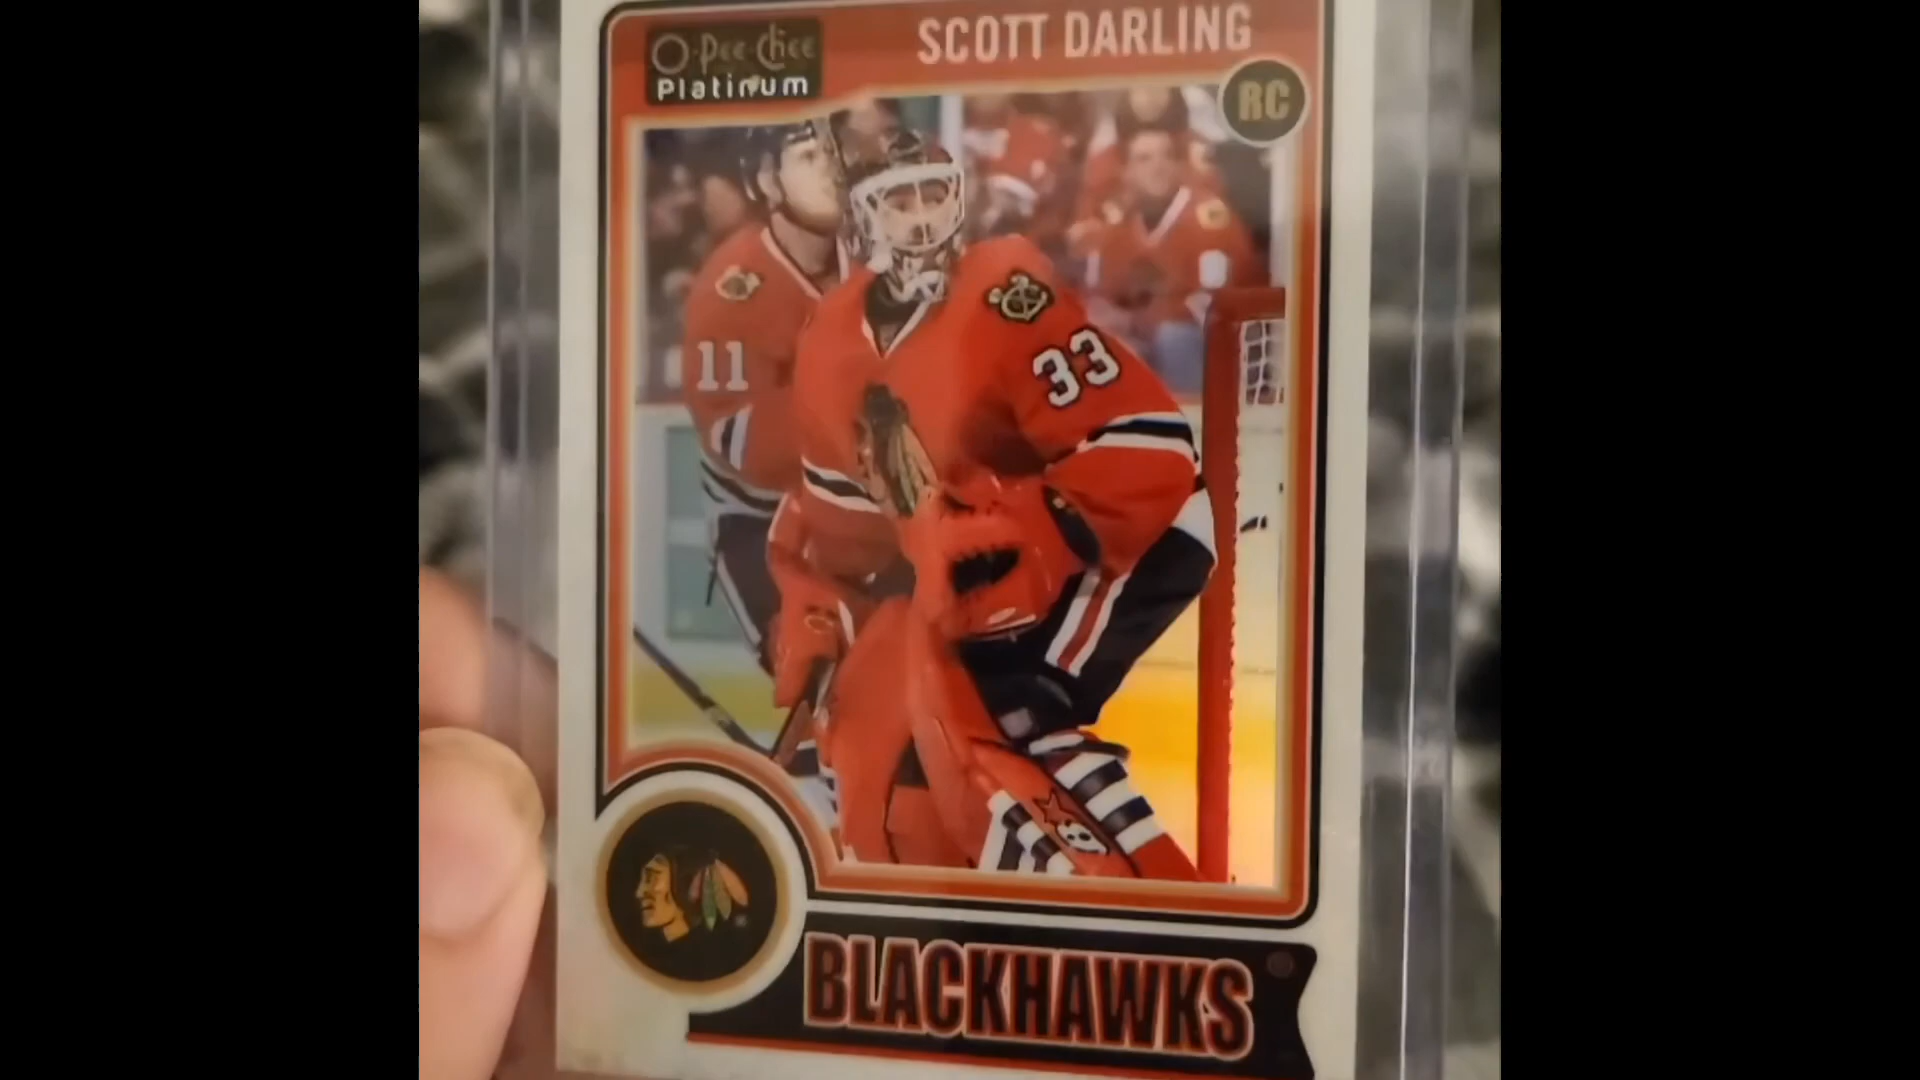 O-Pee-Chee
Platinum
SCOTT DARLING
RC
11
33
BLACKHAWKS